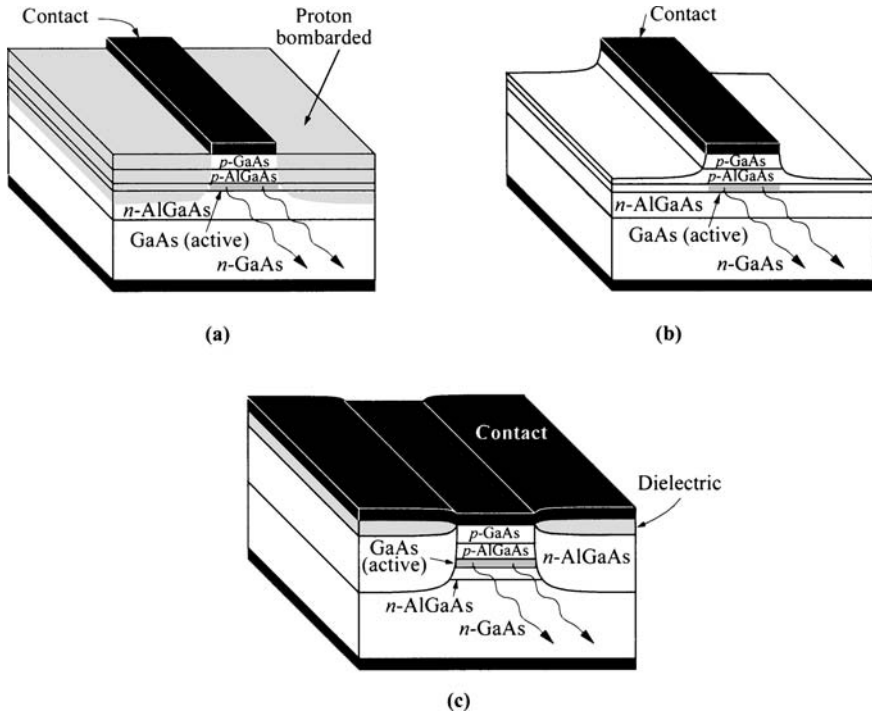 Contact
Proton
bombarded
p-GaAs
p-AlGaAs
n-AlGaAs
GaAs (active)
n-GaAs
(a)
Contact
p-GaAs
p-AlGaAs
n-AlGaAs
GaAs (active)
n-GaAs
(b)
Contact
Dielectric
p-GaAs
GaAs
(active)
p-AlGaAs
n-AlGaAs
n-AlGaAs
n-GaAs
(c)